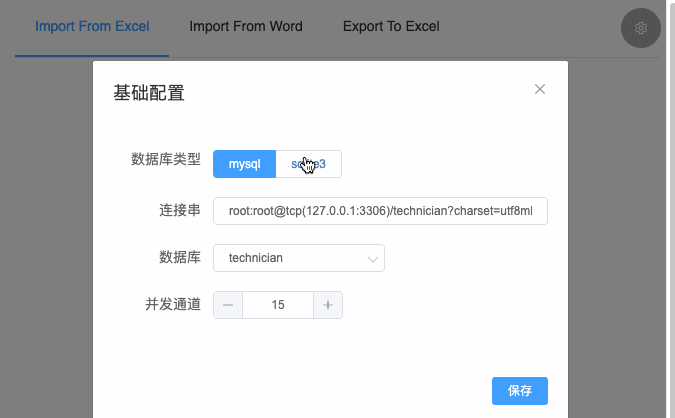 Import From Excel Import From Word Export To Excel
基础配置
数据库类型 mysql
连接串 root:root@tcp(127.0.0.1:3306)/technician?charset=utf8ml
数据库 technician
并发通道 15
保存